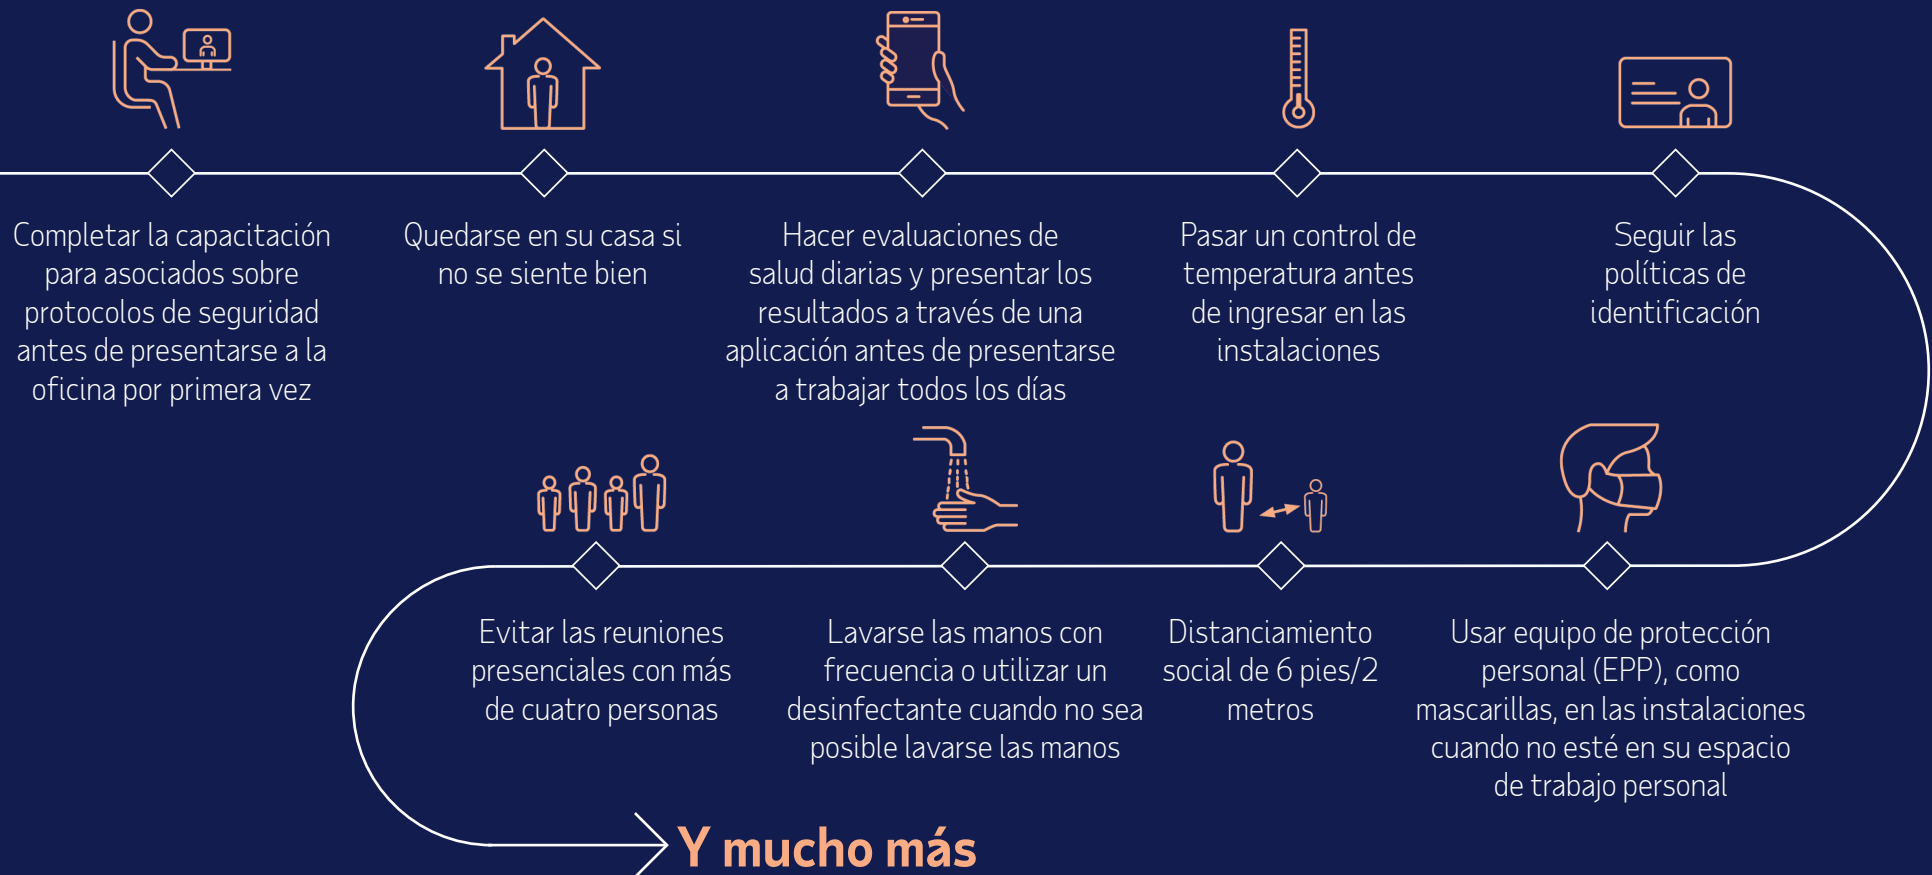 Completar la capacitación
para asociados sobre
protocolos de seguridad
antes de presentarse a la
oficina por primera vez
Quedarse en su casa si
no se siente bien
Hacer evaluaciones de
salud diarias y presentar los
resultados a través de una
aplicación antes de presentarse
a trabajar todos los días
Pasar un control de
temperatura antes
de ingresar en las
instalaciones
Seguir las
políticas de
identificación
Usar equipo de protección
personal (EPP), como
mascarillas, en las instalaciones
cuando no esté en su espacio
de trabajo personal
Distanciamiento
social de 6 pies/2
metros
Lavarse las manos con
frecuencia o utilizar un
desinfectante cuando no sea
posible lavarse las manos
Evitar las reuniones
presenciales con más
de cuatro personas
Y mucho más